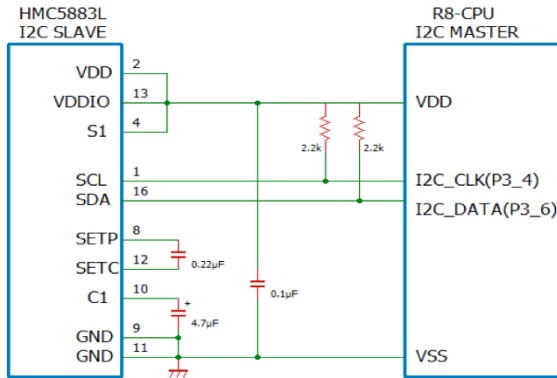 HMC5883L
I2C SLAVE
R8-CPU
I2C MASTER
VDD 2
VDDIO 13
VDD
S1 4
2.2k 2.2k
SCL 1
I2C_CLK(P3_4)
SDA 16
I2C_DATA(P3_6)
SETP 8
0.22µF
SETC 12
C1 10
+
0.1µF
4.7µF
GND 9
GND 11
VSS